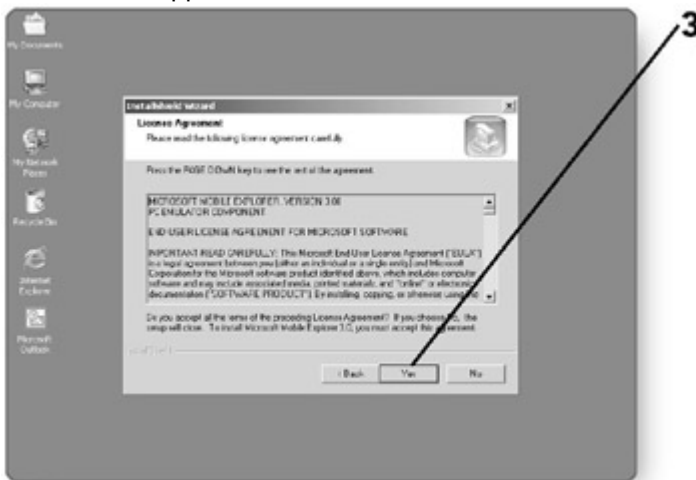 3
My Documents
My Computer
My Network
Places
Recycle Bin
Internet
Explorer
Microsoft
Outlook
InstallShield Wizard
License Agreement
Please read the following license agreement carefully.
Press the PAGE DOWN key to see the rest of the agreement.
MICROSOFT MOBILE EXPLORER, VERSION 3.00
PC EMULATOR COMPONENT
END-USER LICENSE AGREEMENT FOR MICROSOFT SOFTWARE
IMPORTANT-READ CAREFULLY: This Microsoft End-User License Agreement ("EULA")
is a legal agreement between you (either an individual or a single entity) and Microsoft
Corporation for the Microsoft software product identified above, which includes computer
software and may include associated media, printed materials, and "online" or electronic
documentation ("SOFTWARE PRODUCT"). By installing, copying, or otherwise using the
Do you accept all the terms of the preceding License Agreement? If you choose No, the
setup will close. To install Microsoft Mobile Explorer 3.0, you must accept this agreement.
InstallShield
< Back
Yes
No